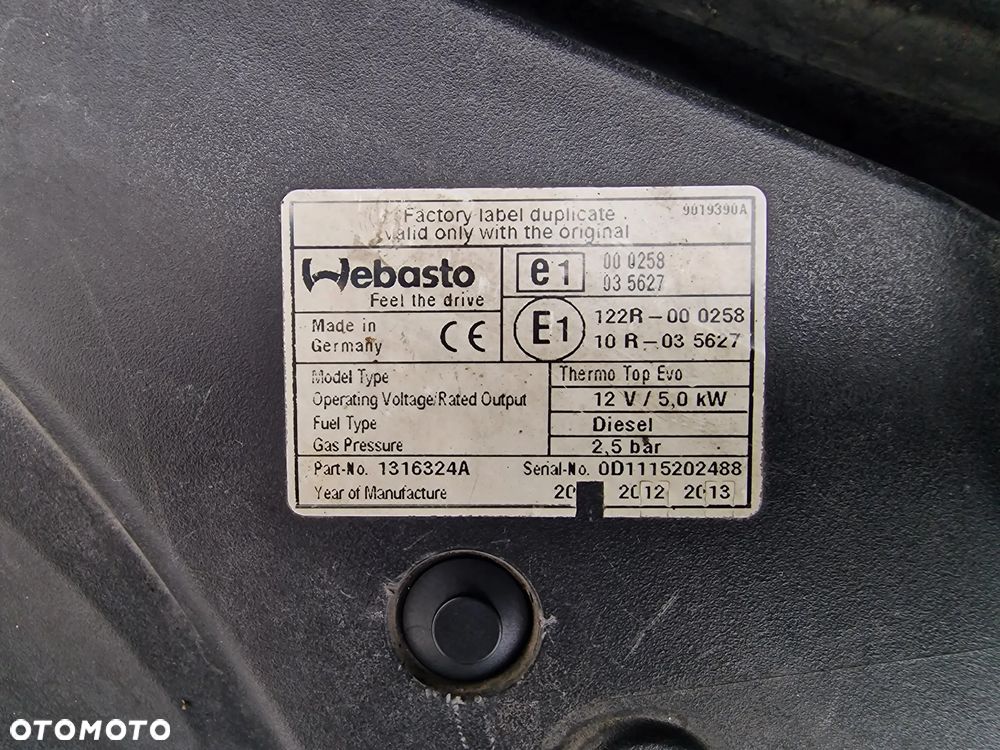 Factory label duplicate
valid only with the original
9019390A
Webasto
Feel the drive
e1
00 0258
03 5627
Made in
Germany
CE
E1
122R-00 0258
10 R-03 5627
Model Type
Thermo Top Evo
Operating Voltage/Rated Output
12 V / 5,0 kW
Fuel Type
Diesel
Gas Pressure
2,5 bar
Part-No. 1316324A
Serial-No. 0D1115202488
Year of Manufacture
2012 2013
OTOMOTO